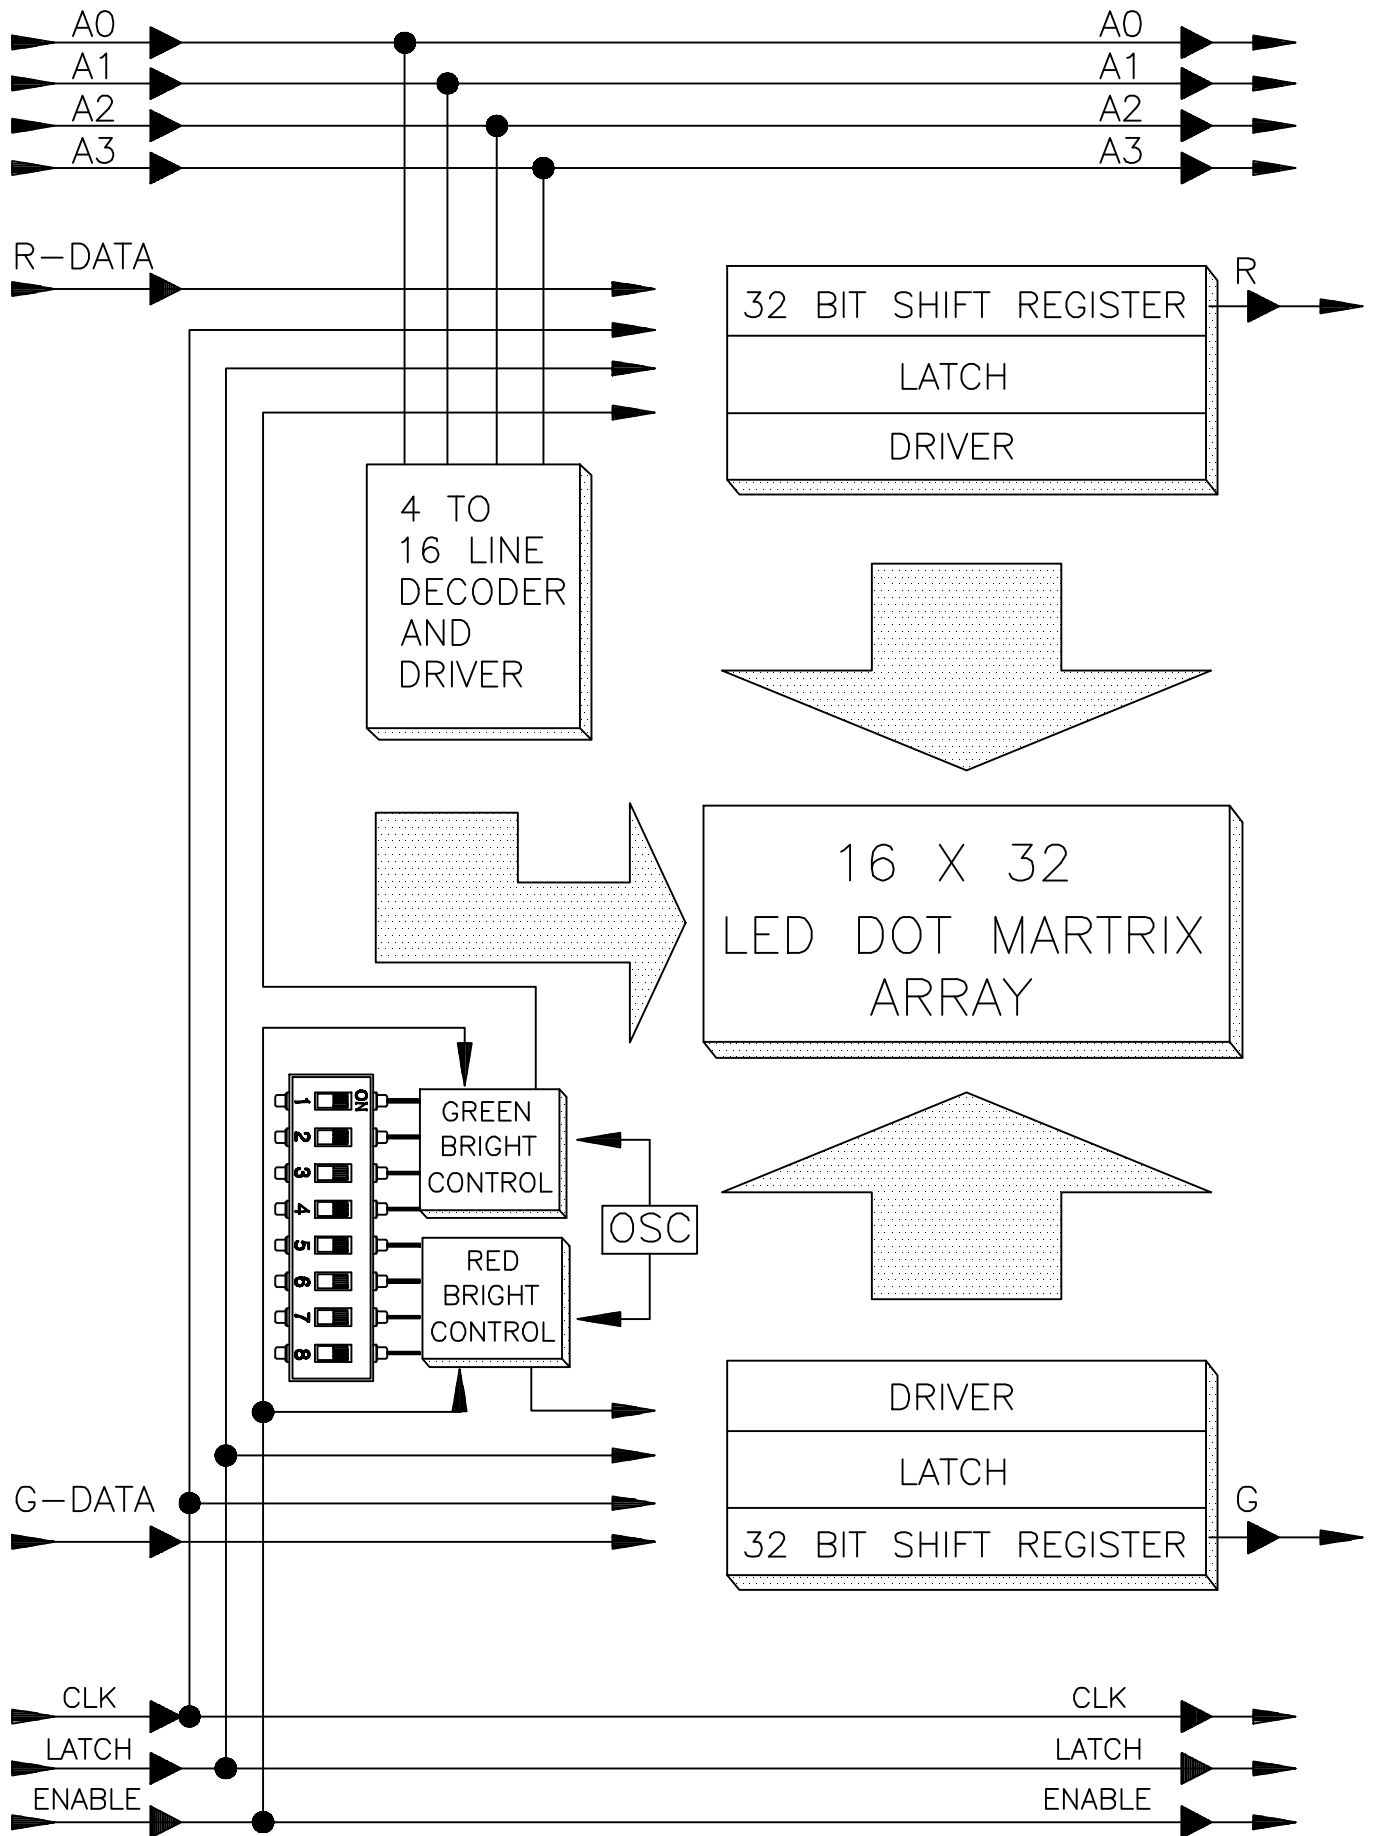 A0 A0
A1 A1
A2 A2
A3 A3
R-DATA
R
32 BIT SHIFT REGISTER
LATCH
DRIVER
4 TO
16 LINE
DECODER
AND
DRIVER
16 X 32
LED DOT MARTRIX
ARRAY
ON
1
2
3
4
5
6
7
8
GREEN
BRIGHT
CONTROL
OSC
RED
BRIGHT
CONTROL
DRIVER
LATCH
32 BIT SHIFT REGISTER
G-DATA
G
CLK CLK
LATCH LATCH
ENABLE ENABLE